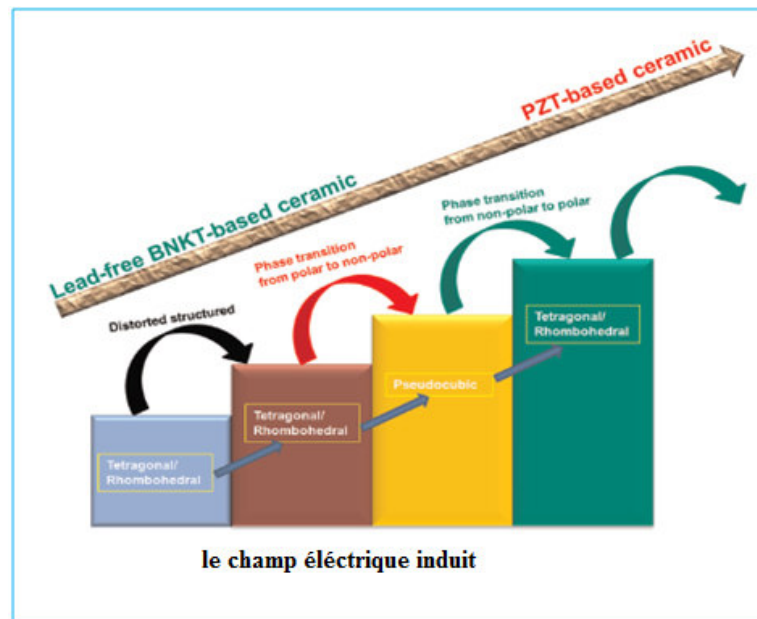 PZT-based ceramic
Lead-free BNKT-based ceramic
Phase transition
from non-polar to polar
Phase transition
from polar to non-polar
Distorted structured
Tetragonal/
Rhombohedral
Pseudocubic
Tetragonal/
Rhombohedral
Tetragonal/
Rhombohedral
le champ éléctrique induit